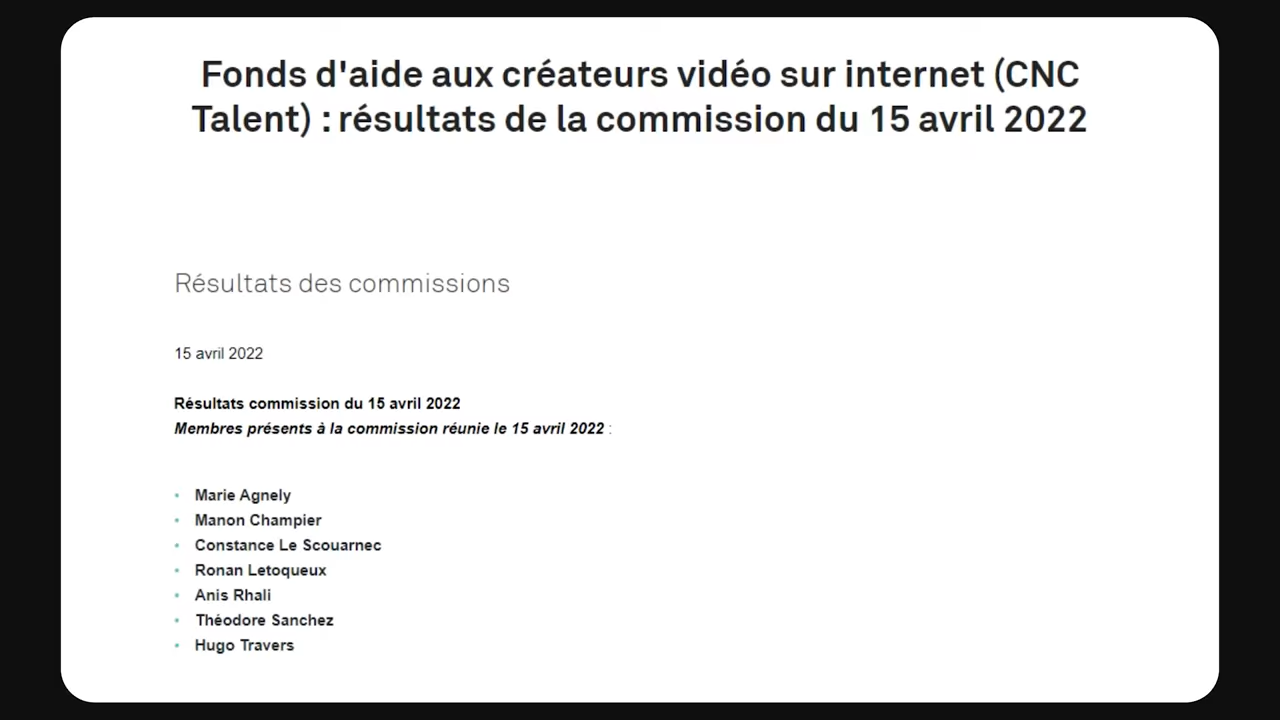 Fonds d'aide aux créateurs vidéo sur internet (CNC
Talent) : résultats de la commission du 15 avril 2022
Résultats des commissions
15 avril 2022
Résultats commission du 15 avril 2022
Membres présents à la commission réunie le 15 avril 2022 :
• Marie Agnely
• Manon Champier
• Constance Le Scouarnec
• Ronan Letoqueux
• Anis Rhali
• Théodore Sanchez
• Hugo Travers